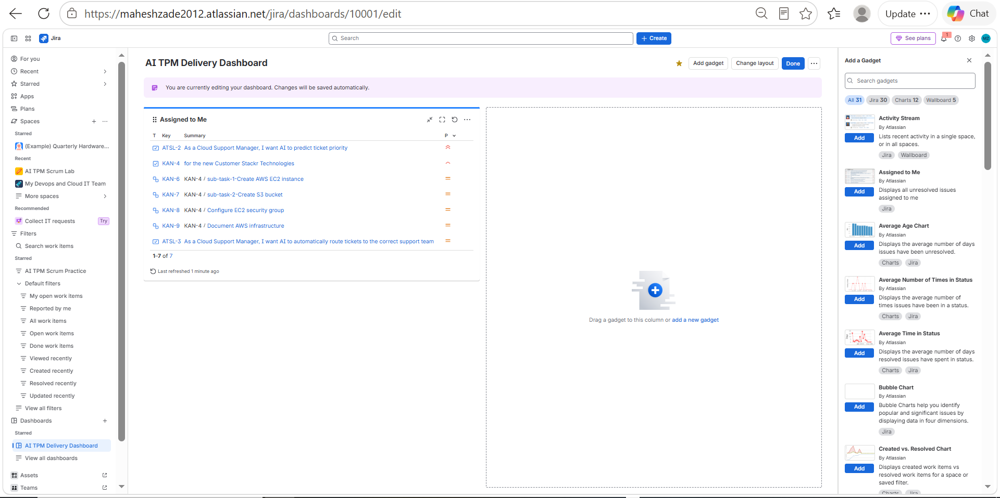 https://maheshzade2012.atlassian.net/jira/dashboards/10001/edit
Update
Chat
Jira
Search
Create
See plans
1
MZ
For you
Recent
Starred
Apps
Plans
Spaces
Starred
(Example) Quarterly Hardware...
Recent
AI TPM Scrum Lab
My Devops and Cloud IT Team
More spaces
Recommended
Collect IT requests
Try
Filters
Search work items
Starred
AI TPM Scrum Practice
Default filters
My open work items
Reported by me
All work items
Open work items
Done work items
Viewed recently
Created recently
Resolved recently
Updated recently
View all filters
Dashboards
Starred
AI TPM Delivery Dashboard
View all dashboards
Assets
Teams
AI TPM Delivery Dashboard
Add gadget
Change layout
Done
You are currently editing your dashboard. Changes will be saved automatically.
Assigned to Me
T Key Summary P
ATSL-2 As a Cloud Support Manager, I want AI to predict ticket priority
KAN-4 for the new Customer Stackr Technologies
KAN-6 KAN-4 / sub-task-1-Create AWS EC2 instance
KAN-7 KAN-4 / sub-task-2-Create S3 bucket
KAN-8 KAN-4 / Configure EC2 security group
KAN-9 KAN-4 / Document AWS infrastructure
ATSL-3 As a Cloud Support Manager, I want AI to automatically route tickets to the correct support team
1–7 of 7
Last refreshed 1 minute ago
Drag a gadget to this column or add a new gadget
Add a Gadget
Search gadgets
All 31
Jira 30
Charts 12
Wallboard 5
Activity Stream
By Atlassian
Add
Lists recent activity in a single space,
or in all spaces.
Jira
Wallboard
Assigned to Me
By Atlassian
Add
Displays all unresolved issues
assigned to me
Jira
Average Age Chart
By Atlassian
Add
Displays the average number of days
issues have been unresolved.
Charts
Jira
Average Number of Times in Status
By Atlassian
Add
Displays the average number of
times issues have been in a status.
Charts
Jira
Average Time in Status
By Atlassian
Add
Displays the average number of days
resolved issues have spent in status.
Charts
Jira
Bubble Chart
By Atlassian
Add
Bubble Charts help you identify
popular and significant issues by
displaying data in four dimensions.
Jira
Created vs. Resolved Chart
By Atlassian
Add
Displays created work items vs
resolved work items for a space or
saved filter.
Charts
Jira